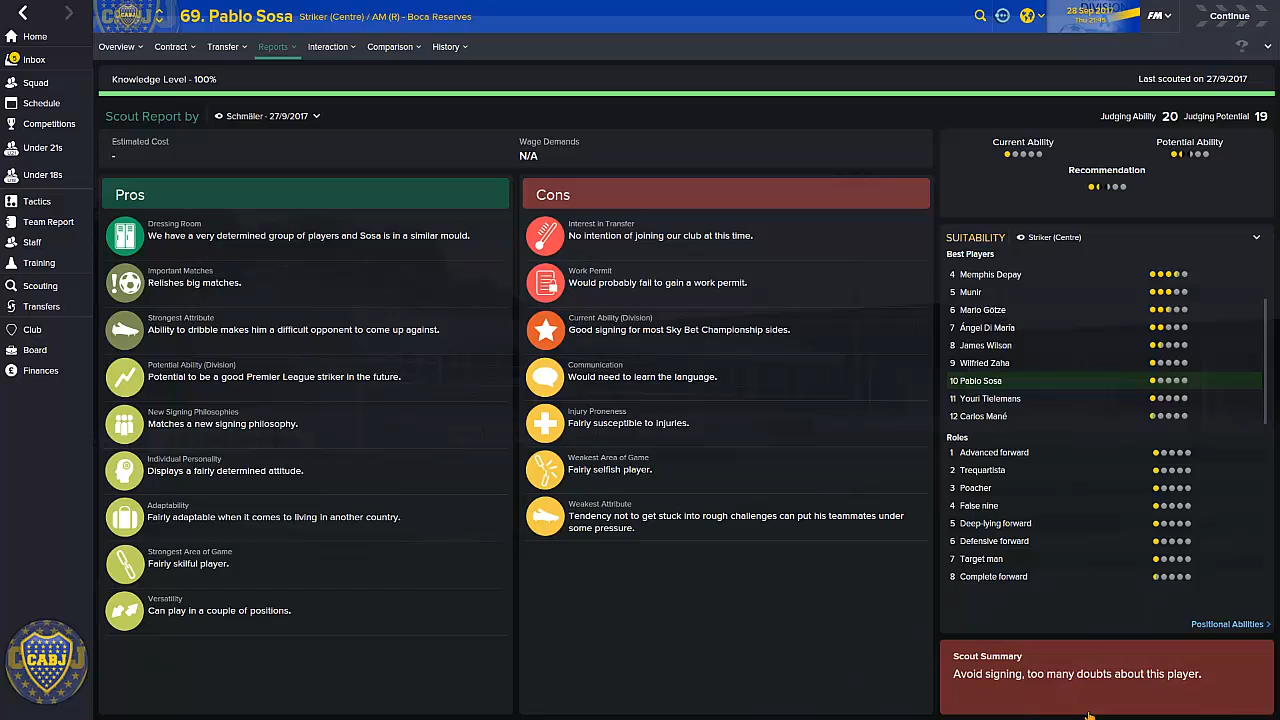 69. Pablo Sosa Striker (Centre) / AM (R) - Boca Reserves
28 Sep 2017
Thu 21:45
FM
Continue
Home
Inbox
Squad
Schedule
Competitions
Under 21s
Under 18s
Tactics
Team Report
Staff
Training
Scouting
Transfers
Club
Board
Finances
CABJ
Overview Contract Transfer Reports Interaction Comparison History
Knowledge Level - 100%
Last scouted on 27/9/2017
Scout Report by Schmäler - 27/9/2017
Judging Ability 20 Judging Potential 19
Estimated Cost
-
Wage Demands
N/A
Pros
Dressing Room
We have a very determined group of players and Sosa is in a similar mould.
Important Matches
Relishes big matches.
Strongest Attribute
Ability to dribble makes him a difficult opponent to come up against.
Potential Ability (Division)
Potential to be a good Premier League striker in the future.
New Signing Philosophies
Matches a new signing philosophy.
Individual Personality
Displays a fairly determined attitude.
Adaptability
Fairly adaptable when it comes to living in another country.
Strongest Area of Game
Fairly skilful player.
Versatility
Can play in a couple of positions.
Cons
Interest in Transfer
No intention of joining our club at this time.
Work Permit
Would probably fail to gain a work permit.
Current Ability (Division)
Good signing for most Sky Bet Championship sides.
Communication
Would need to learn the language.
Injury Proneness
Fairly susceptible to injuries.
Weakest Area of Game
Fairly selfish player.
Weakest Attribute
Tendency not to get stuck into rough challenges can put his teammates under
some pressure.
Current Ability
Potential Ability
Recommendation
SUITABILITY Striker (Centre)
Best Players
4 Memphis Depay
5 Munir
6 Mario Götze
7 Ángel Di María
8 James Wilson
9 Wilfried Zaha
10 Pablo Sosa
11 Youri Tielemans
12 Carlos Mané
Roles
1 Advanced forward
2 Trequartista
3 Poacher
4 False nine
5 Deep-lying forward
6 Defensive forward
7 Target man
8 Complete forward
Positional Abilities >
Scout Summary
Avoid signing, too many doubts about this player.